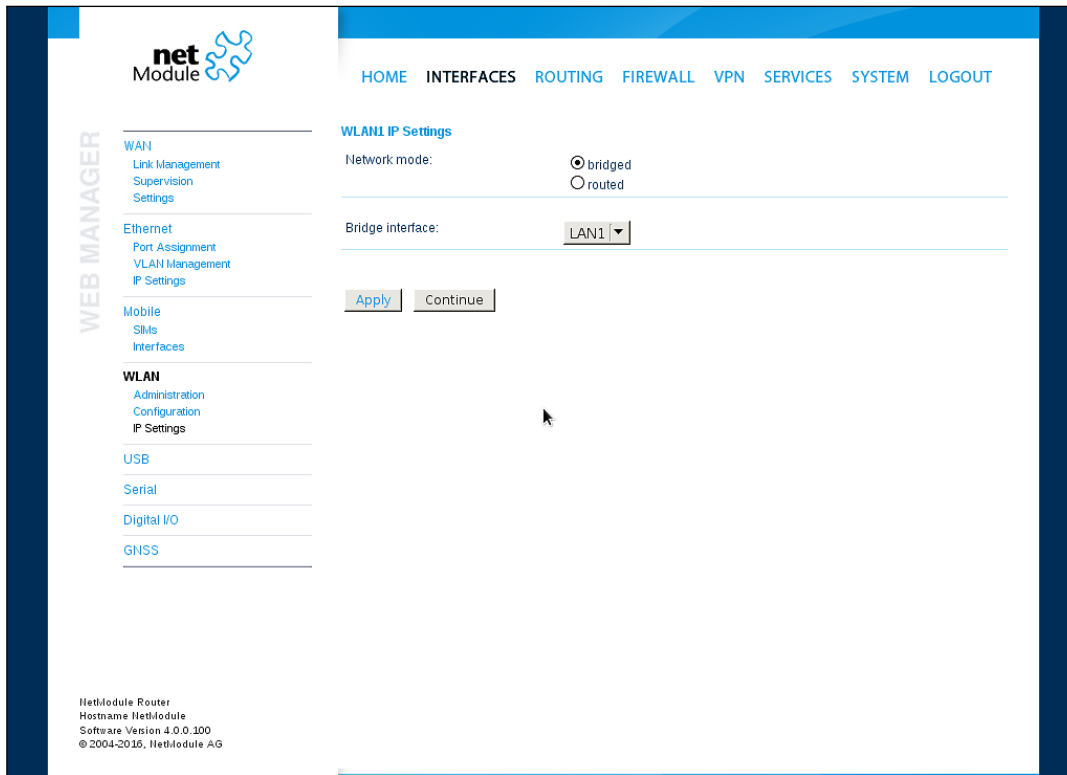 net
Module
HOME INTERFACES ROUTING FIREWALL VPN SERVICES SYSTEM LOGOUT
WEB MANAGER
WAN
Link Management
Supervision
Settings
Ethernet
Port Assignment
VLAN Management
IP Settings
Mobile
SIMs
Interfaces
WLAN
Administration
Configuration
IP Settings
USB
Serial
Digital I/O
GNSS
WLAN1 IP Settings
Network mode:
bridged
routed
Bridge interface:
LAN1
Apply Continue
NetModule Router
Hostname NetModule
Software Version 4.0.0.100
© 2004-2016, NetModule AG